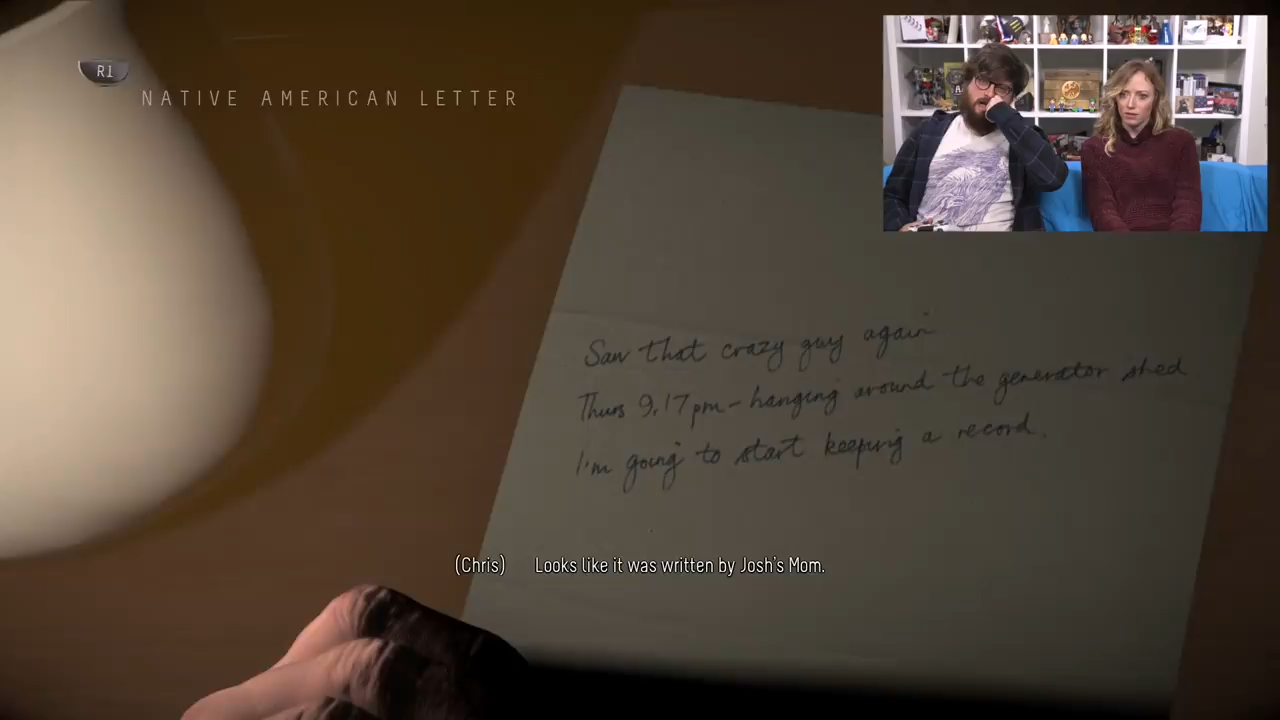 R1
NATIVE AMERICAN LETTER
Saw that crazy guy again
Thurs 9.17pm - hanging around the generator shed
I'm going to start keeping a record.
(Chris) Looks like it was written by Josh's Mom.